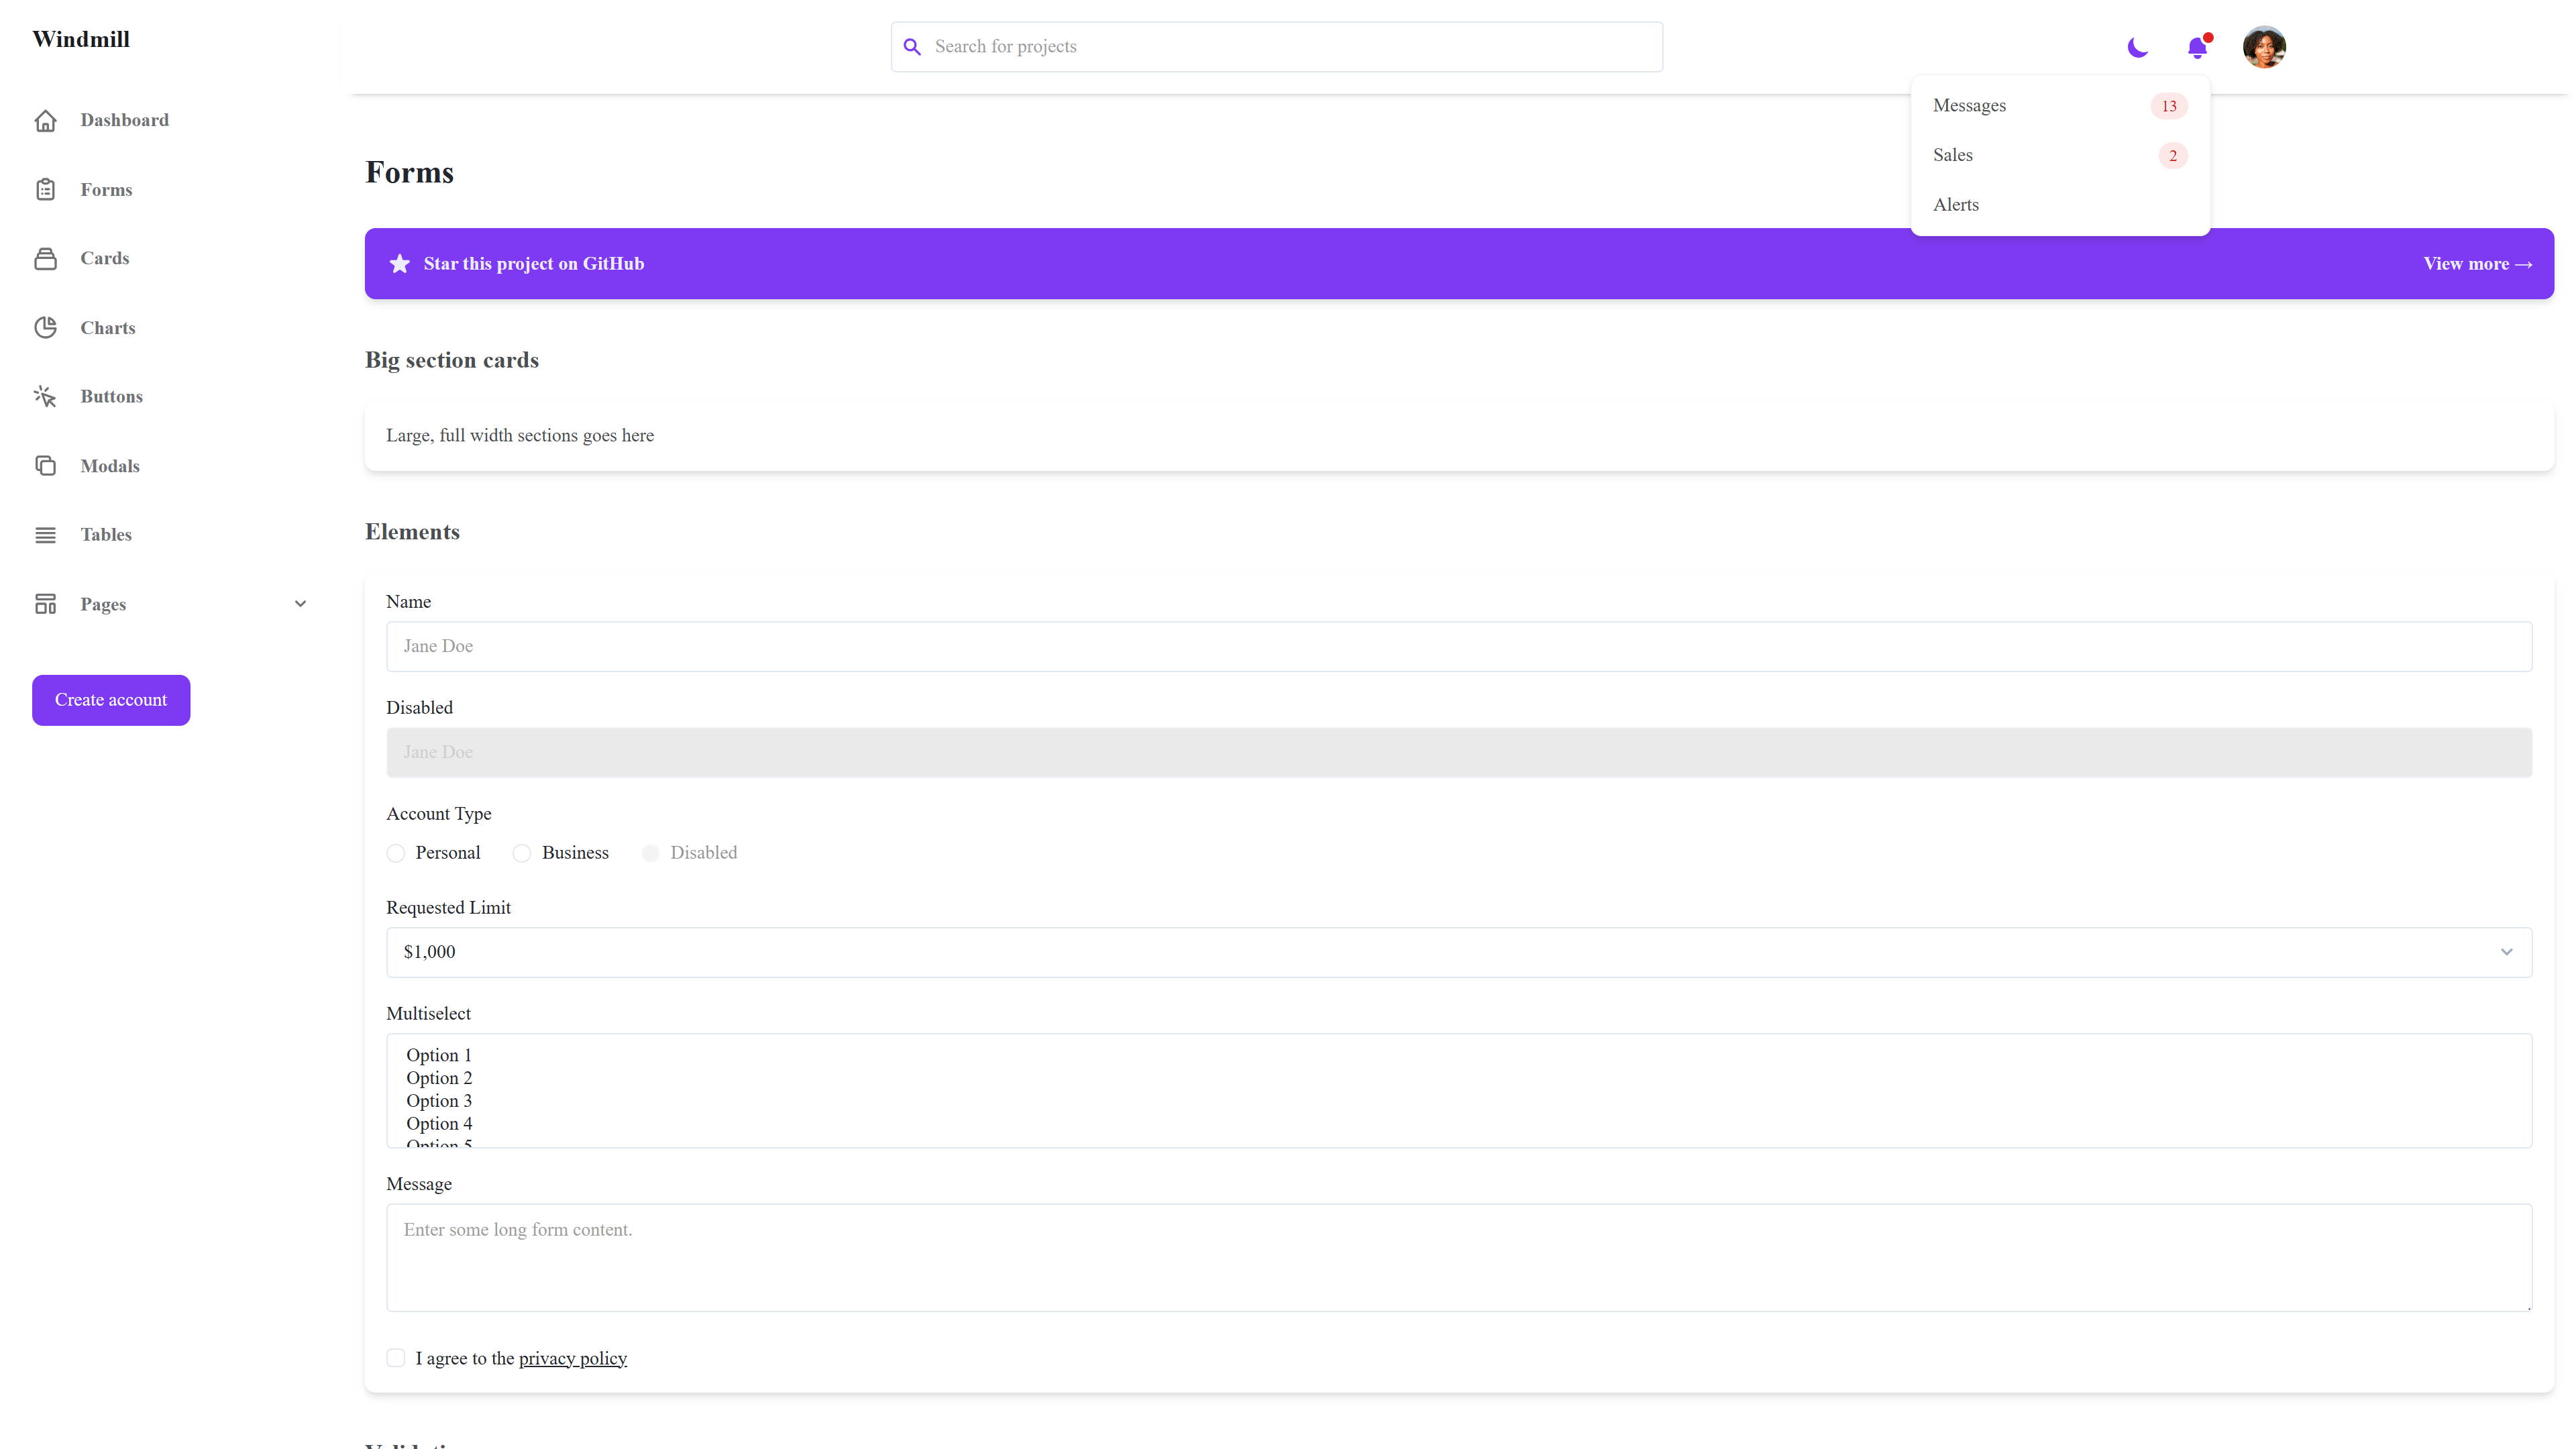 Windmill
Dashboard
Forms
Cards
Charts
Buttons
Modals
Tables
Pages
Create account
Search for projects
Messages 13
Sales 2
Alerts
Forms
Star this project on GitHub
View more →
Big section cards
Large, full width sections goes here
Elements
Name
Jane Doe
Disabled
Jane Doe
Account Type
Personal Business Disabled
Requested Limit
$1,000
Multiselect
Option 1
Option 2
Option 3
Option 4
Option 5
Message
Enter some long form content.
I agree to the privacy policy